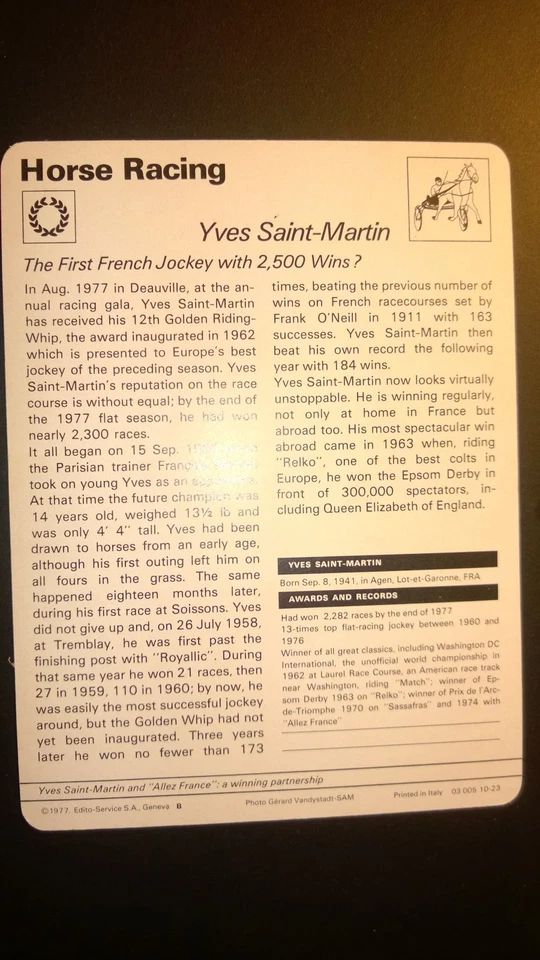 Horse Racing
Yves Saint-Martin
The First French Jockey with 2,500 Wins?
In Aug. 1977 in Deauville, at the an-
nual racing gala, Yves Saint-Martin
has received his 12th Golden Riding-
Whip, the award inaugurated in 1962
which is presented to Europe's best
jockey of the preceding season. Yves
Saint-Martin's reputation on the race
course is without equal; by the end of
the 1977 flat season, he had won
nearly 2,300 races.
It all began on 15 Sep.
the Parisian trainer
took on young Yves as an
At that time the future champion was
14 years old, weighed 13½ lb and
was only 4' 4" tall. Yves had been
drawn to horses from an early age,
although his first outing left him on
all fours in the grass. The same
happened eighteen months later,
during his first race at Soissons. Yves
did not give up and, on 26 July 1958,
at Tremblay, he was first past the
finishing post with "Royallic". During
that same year he won 21 races, then
27 in 1959, 110 in 1960; by now, he
was easily the most successful jockey
around, but the Golden Whip had not
yet been inaugurated. Three years
later he won no fewer than 173
times, beating the previous number of
wins on French racecourses set by
Frank O'Neill in 1911 with 163
successes. Yves Saint-Martin then
beat his own record the following
year with 184 wins.
Yves Saint-Martin now looks virtually
unstoppable. He is winning regularly,
not only at home in France but
abroad too. His most spectacular win
abroad came in 1963 when, riding
"Relko", one of the best colts in
Europe, he won the Epsom Derby in
front of 300,000 spectators, in-
cluding Queen Elizabeth of England.
YVES SAINT-MARTIN
Born Sep. 8, 1941, in Agen, Lot-et-Garonne, FRA
AWARDS AND RECORDS
Had won 2,282 races by the end of 1977
13-times top flat-racing jockey between 1960 and
1976
Winner of all great classics, including Washington DC
International, the unofficial world championship in
1962 at Laurel Race Course, an American race track
near Washington, riding "Match"; winner of Ep-
som Derby 1963 on "Relko"; winner of Prix de l'Arc-
de-Triomphe 1970 on "Sassafras" and 1974 with
"Allez France"
Yves Saint-Martin and "Allez France": a winning partnership
©1977, Edito-Service S.A., Geneva B
Photo Gérard Vandystadt-SAM
Printed in Italy 03 005 10-23